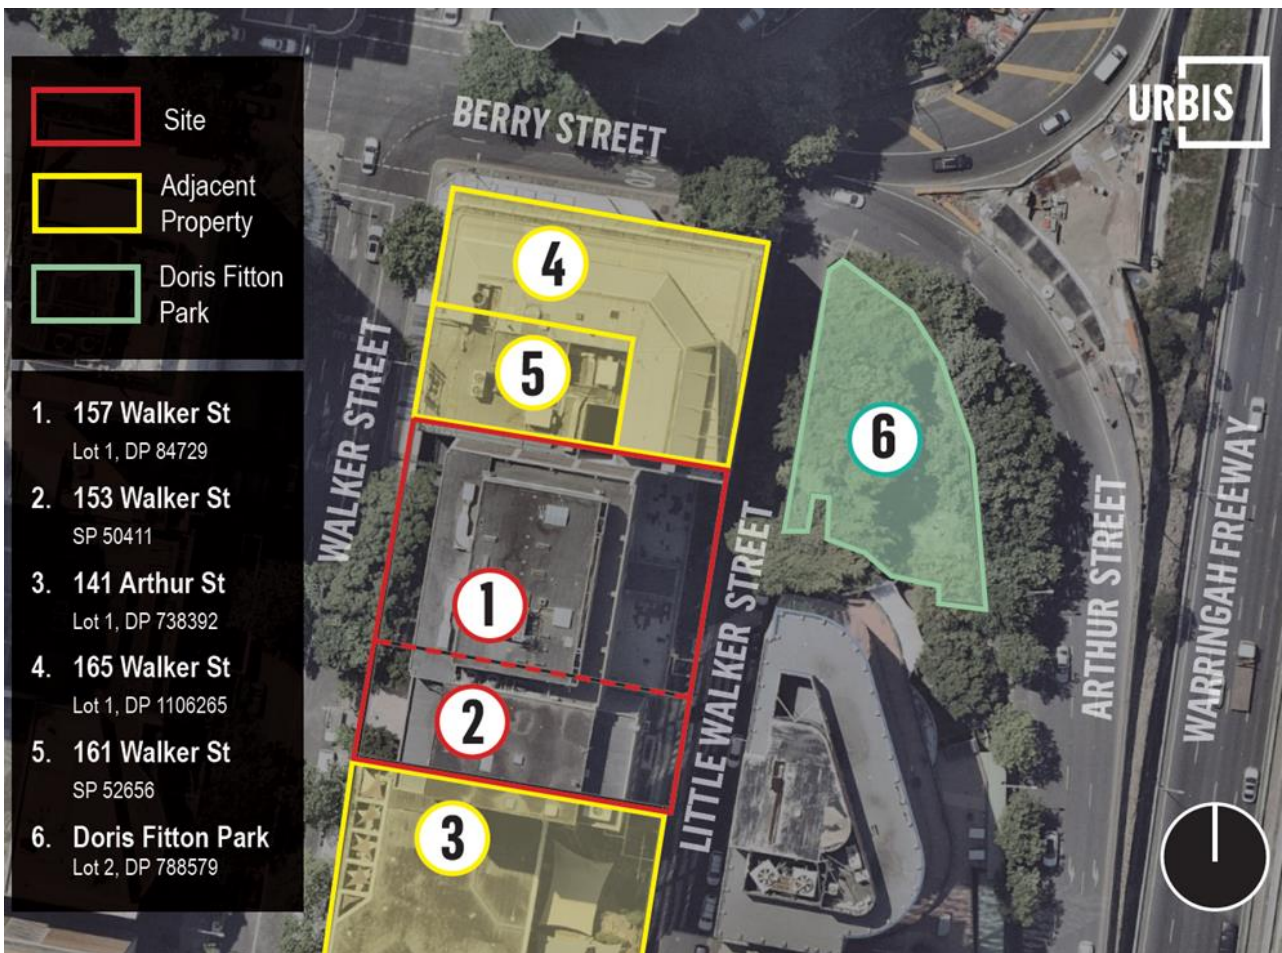 Site
Adjacent
Property
Doris Fitton
Park
1. 157 Walker St
Lot 1, DP 84729
2. 153 Walker St
SP 50411
3. 141 Arthur St
Lot 1, DP 738392
4. 165 Walker St
Lot 1, DP 1106265
5. 161 Walker St
SP 52656
6. Doris Fitton Park
Lot 2, DP 788579
BERRY STREET
40
URBIS
WALKER STREET
4
5
6
1
2
3
LITTLE WALKER STREET
ARTHUR STREET
WARRINGAH FREEWAY